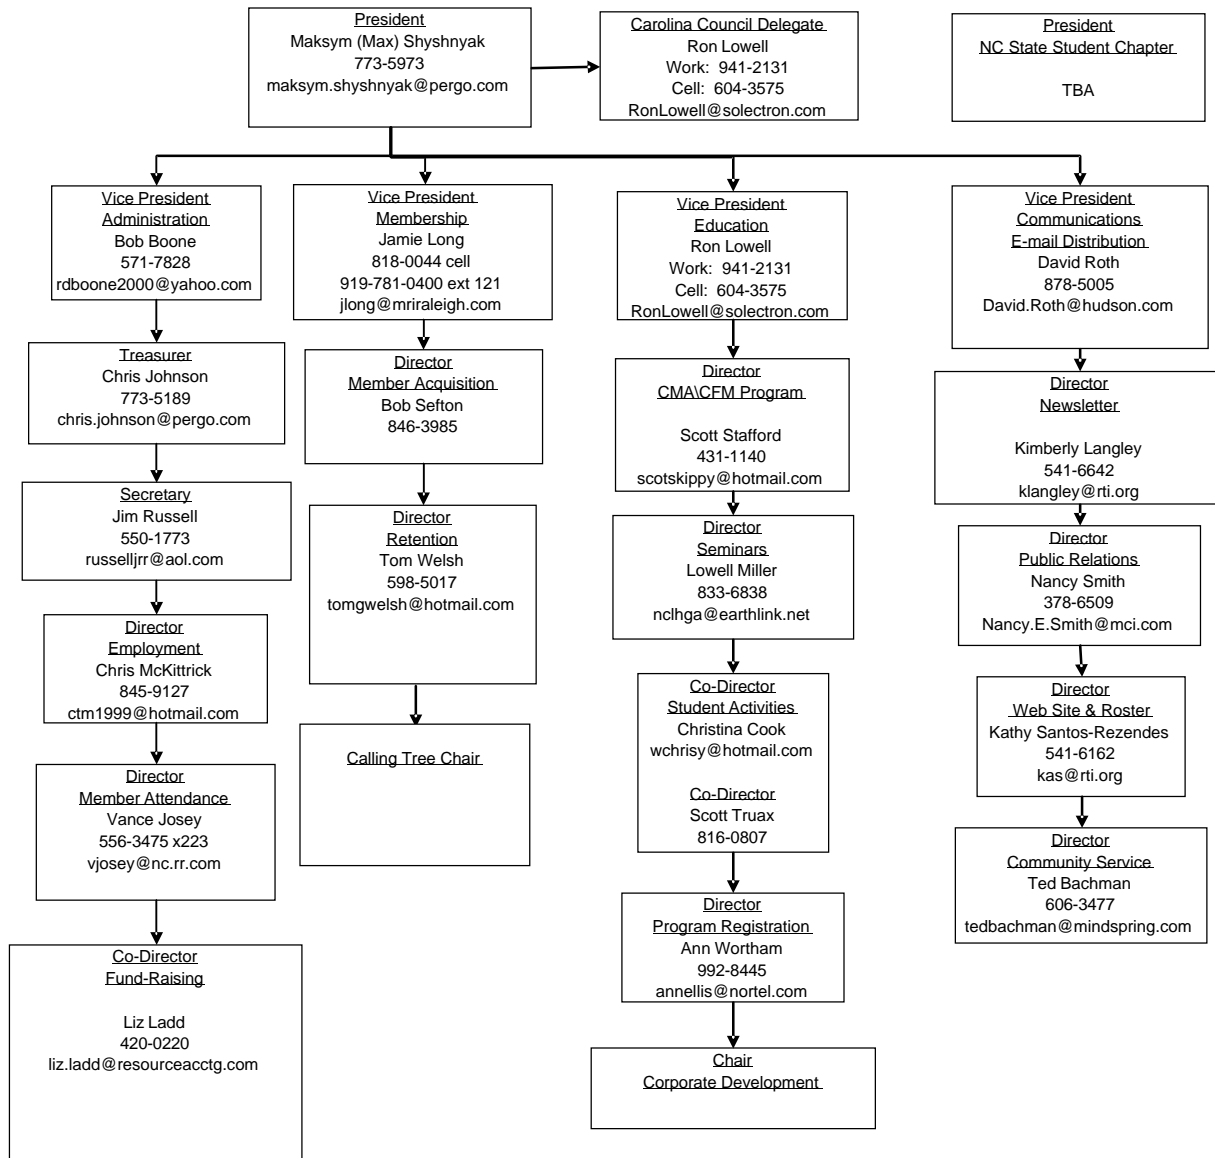 President
Maksym (Max) Shyshnyak
773-5973
maksym.shyshnyak@pergo.com
Carolina Council Delegate
Ron Lowell
Work:  941-2131
Cell:  604-3575
RonLowell@solectron.com
President
NC State Student Chapter
TBA
Vice President
Administration
Bob Boone
571-7828
rdboone2000@yahoo.com
Treasurer
Chris Johnson
773-5189
chris.johnson@pergo.com
Secretary
Jim Russell
550-1773
russelljrr@aol.com
Director
Employment
Chris McKittrick
845-9127
ctm1999@hotmail.com
Director
Member Attendance
Vance Josey
556-3475 x223
vjosey@nc.rr.com
Co-Director
Fund-Raising
Liz Ladd
420-0220
liz.ladd@resourceacctg.com
Vice President
Membership
Jamie Long
818-0044 cell
919-781-0400 ext 121
jlong@mriraleigh.com
Director
Member Acquisition
Bob Sefton
846-3985
Director
Retention
Tom Welsh
598-5017
tomgwelsh@hotmail.com
Calling Tree Chair
Vice President
Education
Ron Lowell
Work:  941-2131
Cell:  604-3575
RonLowell@solectron.com
Director
CMA\CFM Program
Scott Stafford
431-1140
scotskippy@hotmail.com
Director
Seminars
Lowell Miller
833-6838
nclhga@earthlink.net
Co-Director
Student Activities
Christina Cook
wchrisy@hotmail.com
Co-Director
Scott Truax
816-0807
Director
Program Registration
Ann Wortham
992-8445
annellis@nortel.com
Chair
Corporate Development
Vice President
Communications
E-mail Distribution
David Roth
878-5005
David.Roth@hudson.com
Director
Newsletter
Kimberly Langley
541-6642
klangley@rti.org
Director
Public Relations
Nancy Smith
378-6509
Nancy.E.Smith@mci.com
Director
Web Site & Roster
Kathy Santos-Rezendes
541-6162
kas@rti.org
Director
Community Service
Ted Bachman
606-3477
tedbachman@mindspring.com